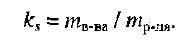 kₛ = mв-ва / mр-ля.